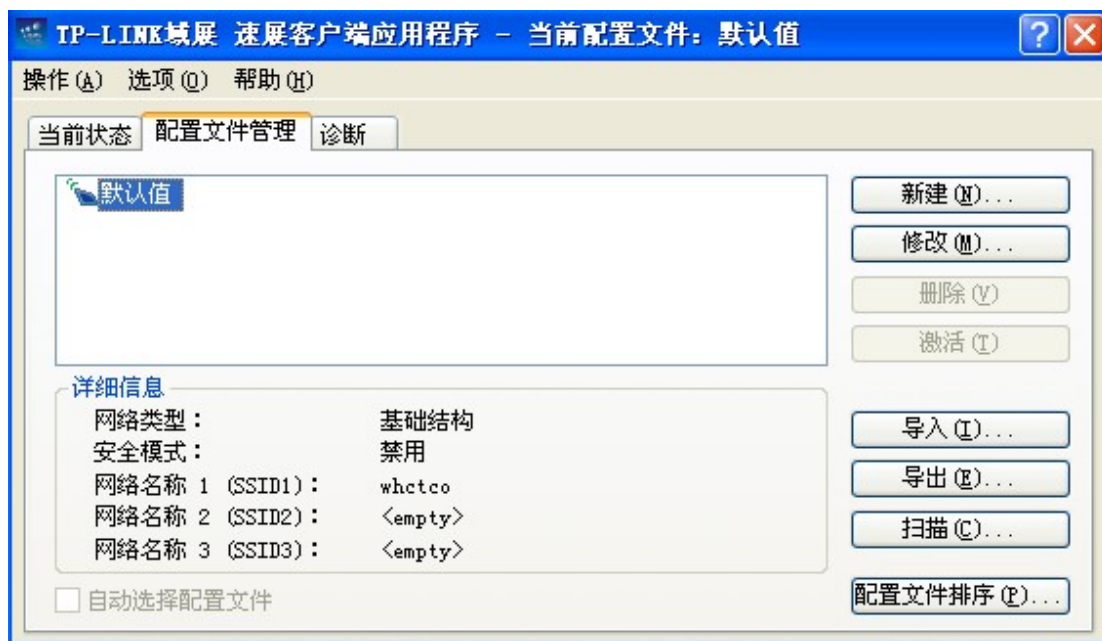 TP-LINK域展 速展客户端应用程序 - 当前配置文件: 默认值
操作(A) 选项(O) 帮助(H)
当前状态 配置文件管理 诊断
默认值
新建(N)...
修改(M)...
删除(V)
激活(T)
详细信息
网络类型: 基础结构
安全模式: 禁用
网络名称 1 (SSID1): whctco
网络名称 2 (SSID2): <empty>
网络名称 3 (SSID3): <empty>
导入(I)...
导出(E)...
扫描(C)...
自动选择配置文件
配置文件排序(P)...